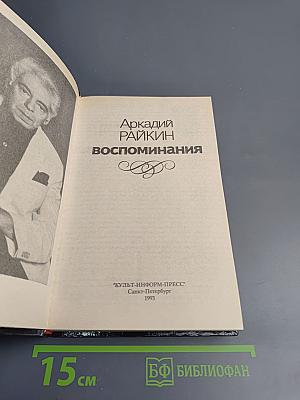 Аркадий
РАЙКИН
ВОСПОМИНАНИЯ
"КУЛЬТ-ИНФОРМ-ПРЕСС"
Санкт-Петербург
1993
15 см
БФ БИБЛИОФАН